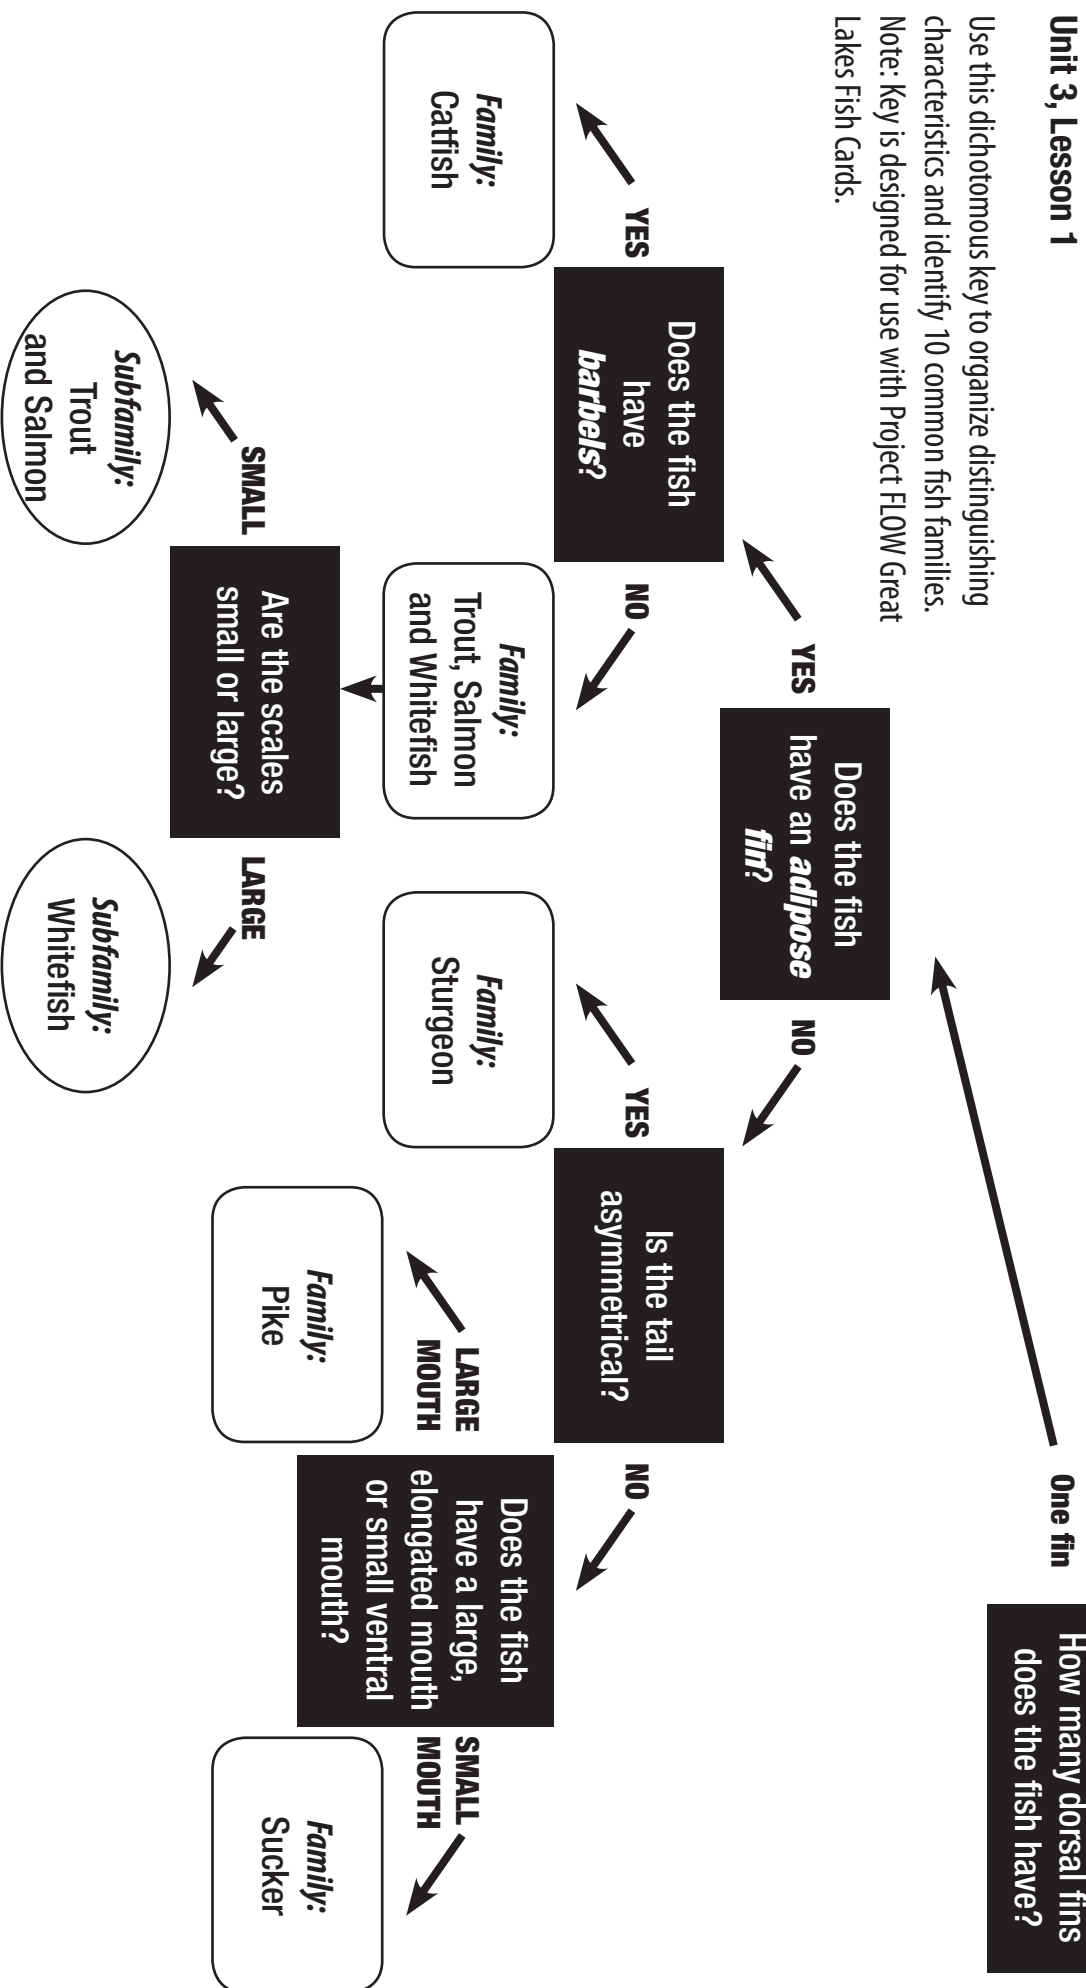 Unit 3, Lesson 1
Use this dichotomous key to organize distinguishing
characteristics and identify 10 common fish families.
Note: Key is designed for use with Project FLOW Great
Lakes Fish Cards.
How many dorsal fins
does the fish have?
One fin
Does the fish
have an adipose
fin?
YES
NO
Does the fish
have
barbels?
YES
NO
Is the tail
asymmetrical?
YES
NO
Family:
Catfish
Family:
Trout, Salmon
and Whitefish
Family:
Sturgeon
Does the fish
have a large,
elongated mouth
or small ventral
mouth?
LARGE
MOUTH
SMALL
MOUTH
Are the scales
small or large?
SMALL
LARGE
Family:
Pike
Family:
Sucker
Subfamily:
Trout
and Salmon
Subfamily:
Whitefish